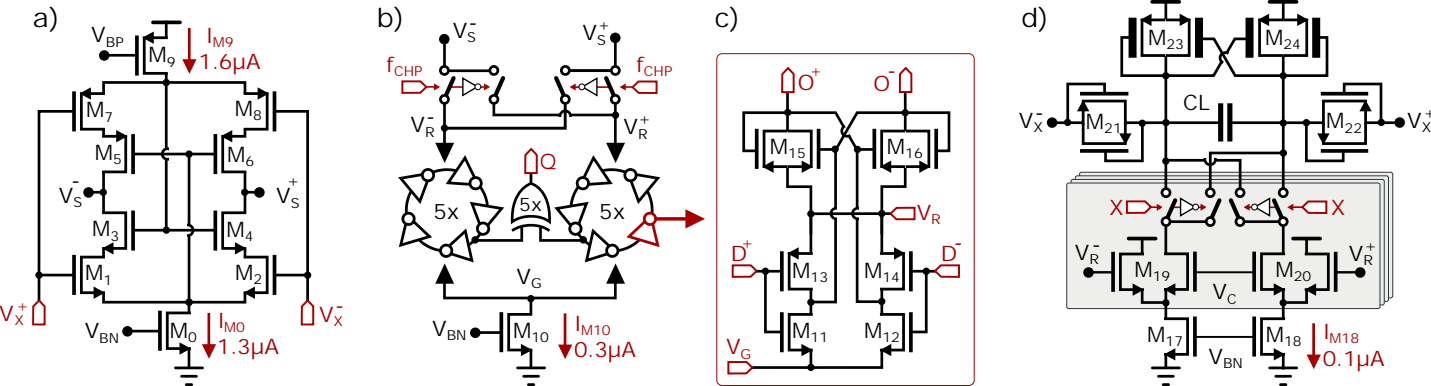 a)
V_BP
M_9
I_M9
1.6µA
M_7
M_8
M_5
M_6
V_S^-
V_S^+
M_3
M_4
M_1
M_2
V_X^+
V_X^-
V_BN
M_0
I_M0
1.3µA
b)
V_S^-
V_S^+
f_CHP
f_CHP
V_R^-
V_R^+
Q
5x
5x
5x
V_G
V_BN
M_10
I_M10
0.3µA
c)
O^+
O^-
M_15
M_16
V_R
D^+
D^-
M_13
M_14
M_11
M_12
V_G
d)
M_23
M_24
CL
V_X^-
M_21
M_22
V_X^+
X
X
V_R^-
V_R^+
M_19
M_20
V_C
M_17
M_18
V_BN
I_M18
0.1µA